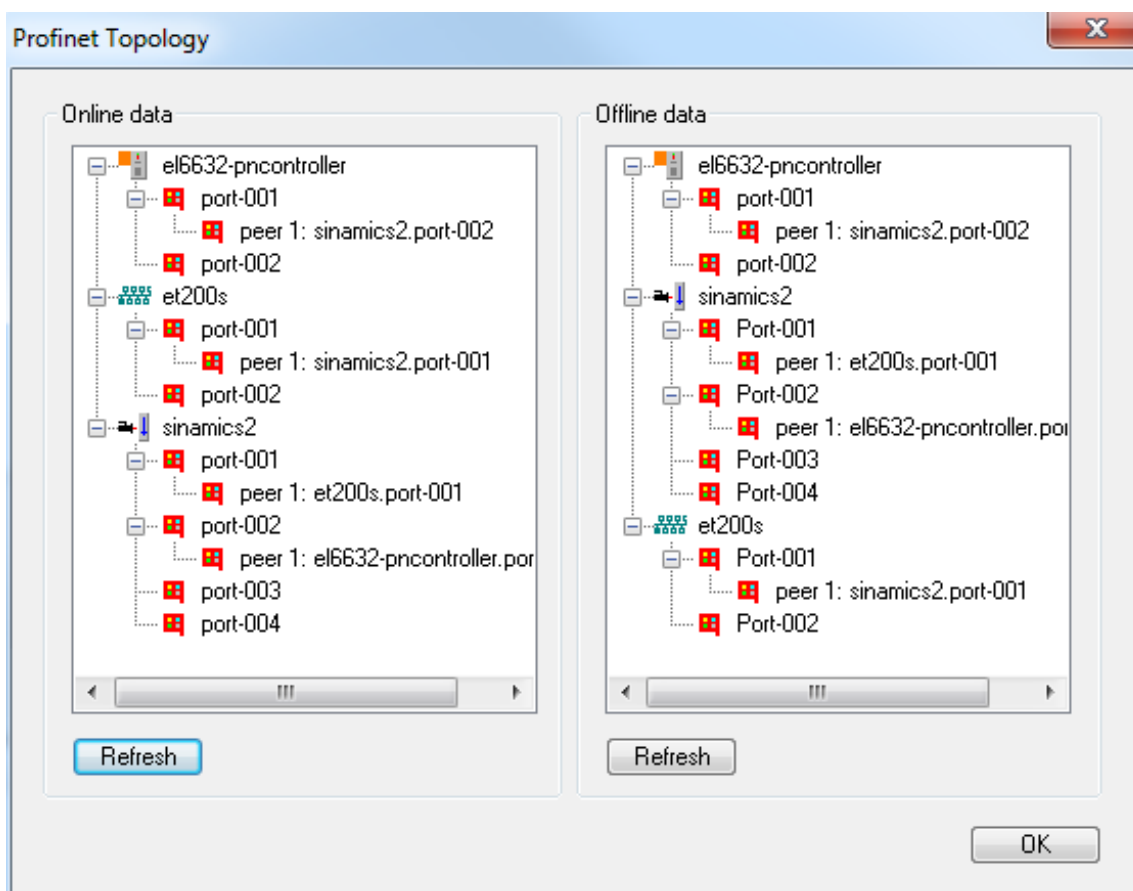 Profinet Topology
Online data
el6632-pncontroller
port-001
peer 1: sinamics2.port-002
port-002
et200s
port-001
peer 1: sinamics2.port-001
port-002
sinamics2
port-001
peer 1: et200s.port-001
port-002
peer 1: el6632-pncontroller.por
port-003
port-004
Refresh
Offline data
el6632-pncontroller
port-001
peer 1: sinamics2.port-002
port-002
sinamics2
Port-001
peer 1: et200s.port-001
Port-002
peer 1: el6632-pncontroller.por
Port-003
Port-004
et200s
Port-001
peer 1: sinamics2.port-001
Port-002
Refresh
OK